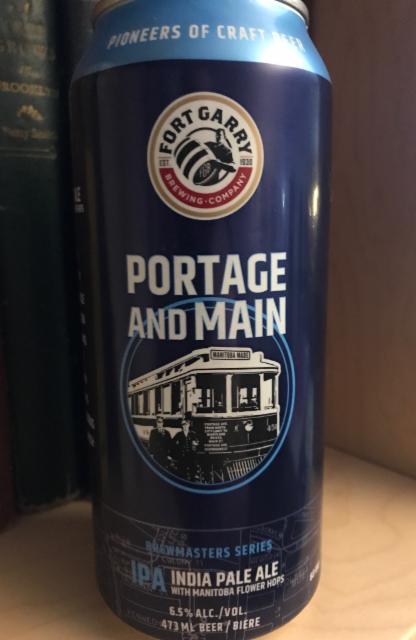 PIONEERS OF CRAFT BEER
FORT GARRY
EST. 1930
FGB
BREWING·COMPANY
PORTAGE
AND MAIN
MANITOBA MADE
BREWMASTERS SERIES
IPA INDIA PALE ALE
WITH MANITOBA FLOWER HOPS
6.5% ALC./VOL.
473 ML BEER / BIÈRE